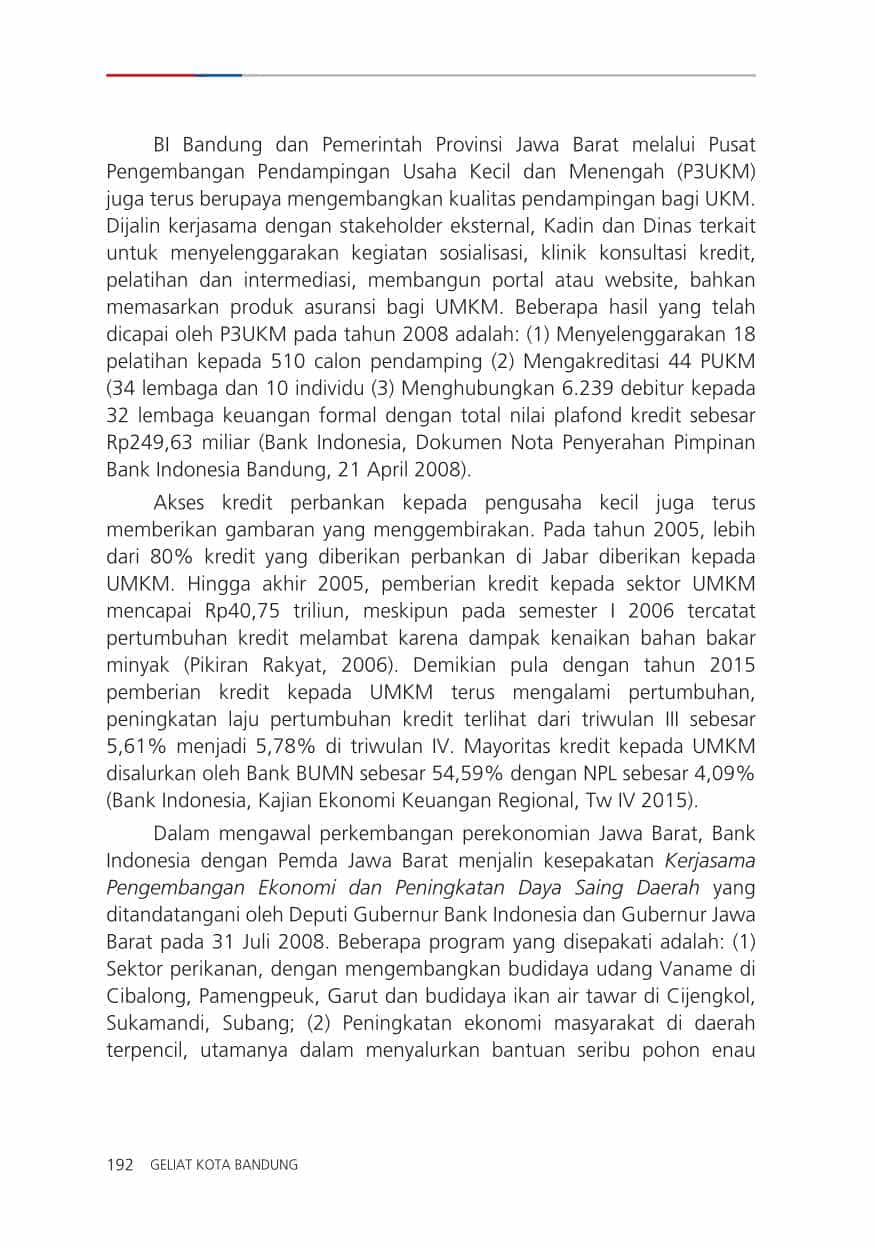 BI Bandung dan Pemerintah Provinsi Jawa Barat melalui Pusat
Pengembangan Pendampingan Usaha Kecil dan Menengah (P3UKM)
juga terus berupaya mengembangkan kualitas pendampingan bagi UKM.
Dijalin kerjasama dengan stakeholder eksternal, Kadin dan Dinas terkait
untuk menyelenggarakan kegiatan sosialisasi, klinik konsultasi kredit,
pelatihan dan intermediasi, membangun portal atau website, bahkan
memasarkan produk asuransi bagi UMKM. Beberapa hasil yang telah
dicapai oleh P3UKM pada tahun 2008 adalah: (1) Menyelenggarakan 18
pelatihan kepada 510 calon pendamping (2) Mengakreditasi 44 PUKM
(34 lembaga dan 10 individu (3) Menghubungkan 6.239 debitur kepada
32 lembaga keuangan formal dengan total nilai plafond kredit sebesar
Rp249,63 miliar (Bank Indonesia, Dokumen Nota Penyerahan Pimpinan
Bank Indonesia Bandung, 21 April 2008).
Akses kredit perbankan kepada pengusaha kecil juga terus
memberikan gambaran yang menggembirakan. Pada tahun 2005, lebih
dari 80% kredit yang diberikan perbankan di Jabar diberikan kepada
UMKM. Hingga akhir 2005, pemberian kredit kepada sektor UMKM
mencapai Rp40,75 triliun, meskipun pada semester I 2006 tercatat
pertumbuhan kredit melambat karena dampak kenaikan bahan bakar
minyak (Pikiran Rakyat, 2006). Demikian pula dengan tahun 2015
pemberian kredit kepada UMKM terus mengalami pertumbuhan,
peningkatan laju pertumbuhan kredit terlihat dari triwulan III sebesar
5,61% menjadi 5,78% di triwulan IV. Mayoritas kredit kepada UMKM
disalurkan oleh Bank BUMN sebesar 54,59% dengan NPL sebesar 4,09%
(Bank Indonesia, Kajian Ekonomi Keuangan Regional, Tw IV 2015).
Dalam mengawal perkembangan perekonomian Jawa Barat, Bank
Indonesia dengan Pemda Jawa Barat menjalin kesepakatan Kerjasama
Pengembangan Ekonomi dan Peningkatan Daya Saing Daerah yang
ditandatangani oleh Deputi Gubernur Bank Indonesia dan Gubernur Jawa
Barat pada 31 Juli 2008. Beberapa program yang disepakati adalah: (1)
Sektor perikanan, dengan mengembangkan budidaya udang Vaname di
Cibalong, Pamengpeuk, Garut dan budidaya ikan air tawar di Cijengkol,
Sukamandi, Subang; (2) Peningkatan ekonomi masyarakat di daerah
terpencil, utamanya dalam menyalurkan bantuan seribu pohon enau
192 GELIAT KOTA BANDUNG